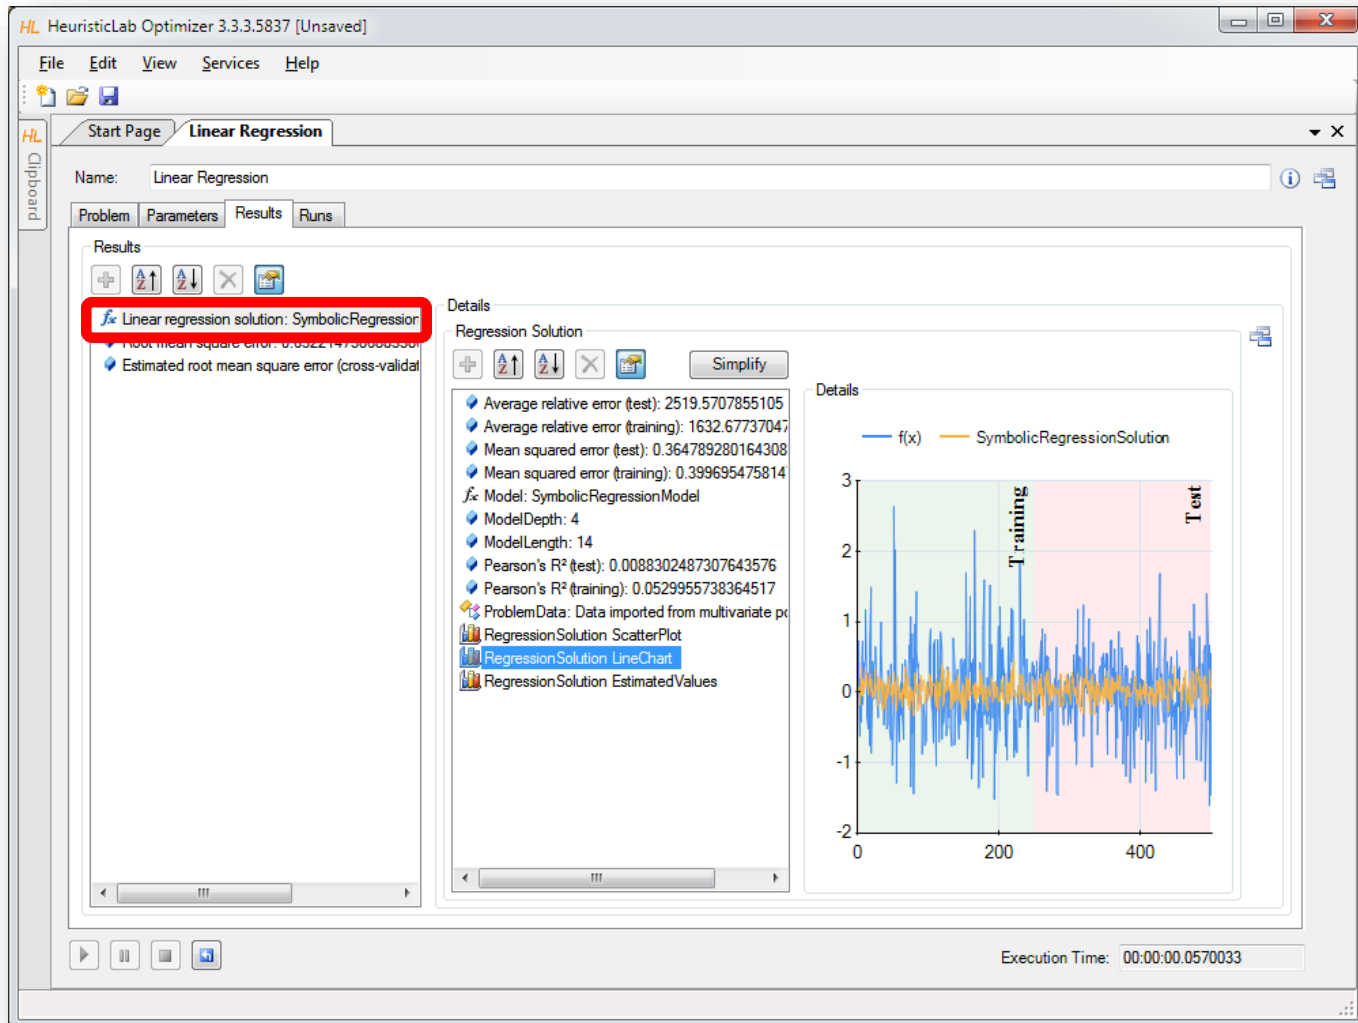 HL HeuristicLab Optimizer 3.3.3.5837 [Unsaved]
File Edit View Services Help
HL Clipboard
Start Page Linear Regression
Name: Linear Regression
Problem Parameters Results Runs
Results
Linear regression solution: SymbolicRegression
Root mean square error:
Estimated root mean square error (cross-validat
Details
Regression Solution
Simplify
Average relative error (test): 2519.5707855105
Average relative error (training): 1632.67737047
Mean squared error (test): 0.364789280164308
Mean squared error (training): 0.399695475814
Model: SymbolicRegressionModel
ModelDepth: 4
ModelLength: 14
Pearson's R² (test): 0.0088302487307643576
Pearson's R² (training): 0.0529955738364517
ProblemData: Data imported from multivariate po
RegressionSolution ScatterPlot
RegressionSolution LineChart
RegressionSolution EstimatedValues
Details
f(x) SymbolicRegressionSolution
Training
Test
3
2
1
0
-1
-2
0 200 400
Execution Time: 00:00:00.0570033